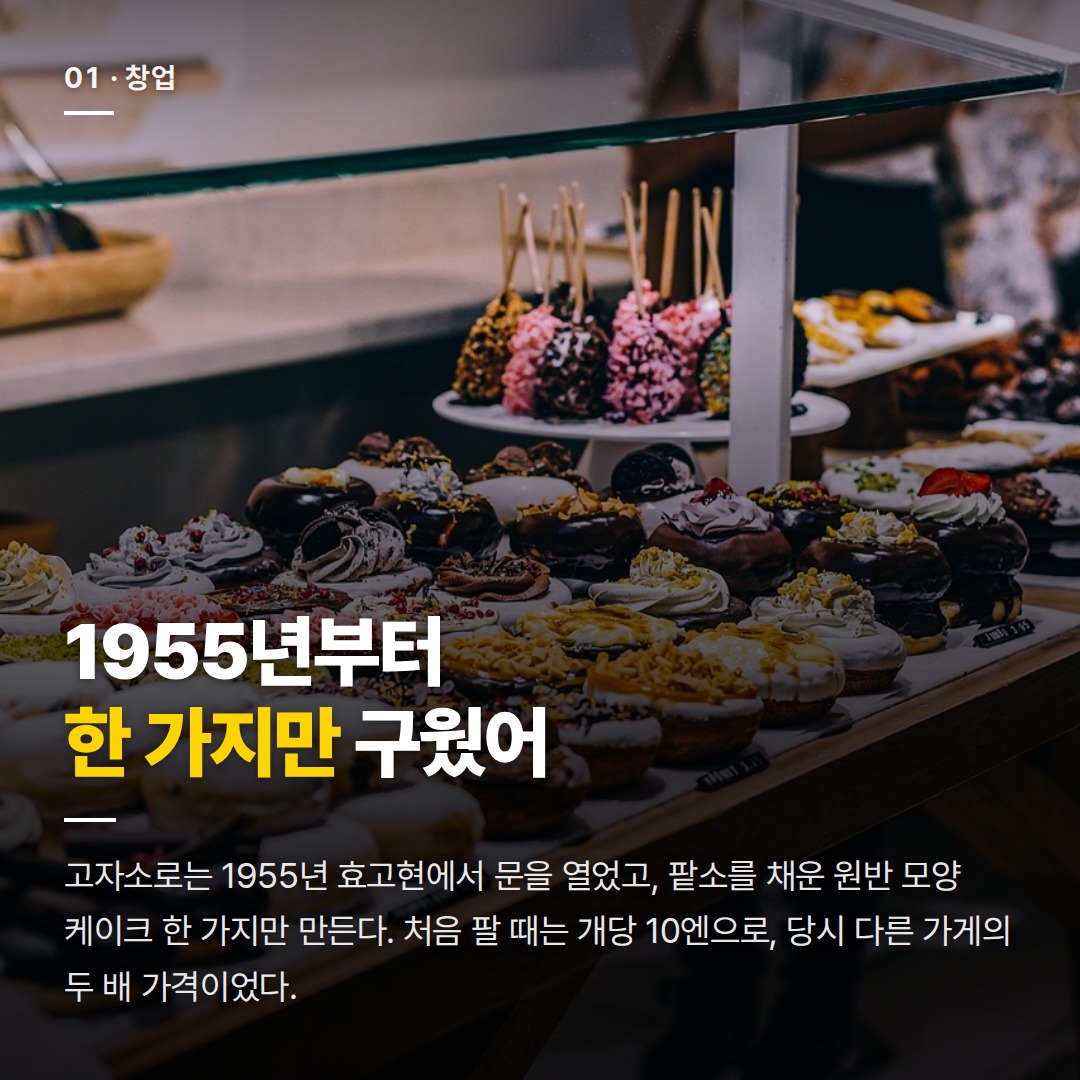 01 · 창업
1955년부터
한 가지만 구웠어
고자소로는 1955년 효고현에서 문을 열었고, 팥소를 채운 원반 모양
케이크 한 가지만 만든다. 처음 팔 때는 개당 10엔으로, 당시 다른 가게의
두 배 가격이었다.